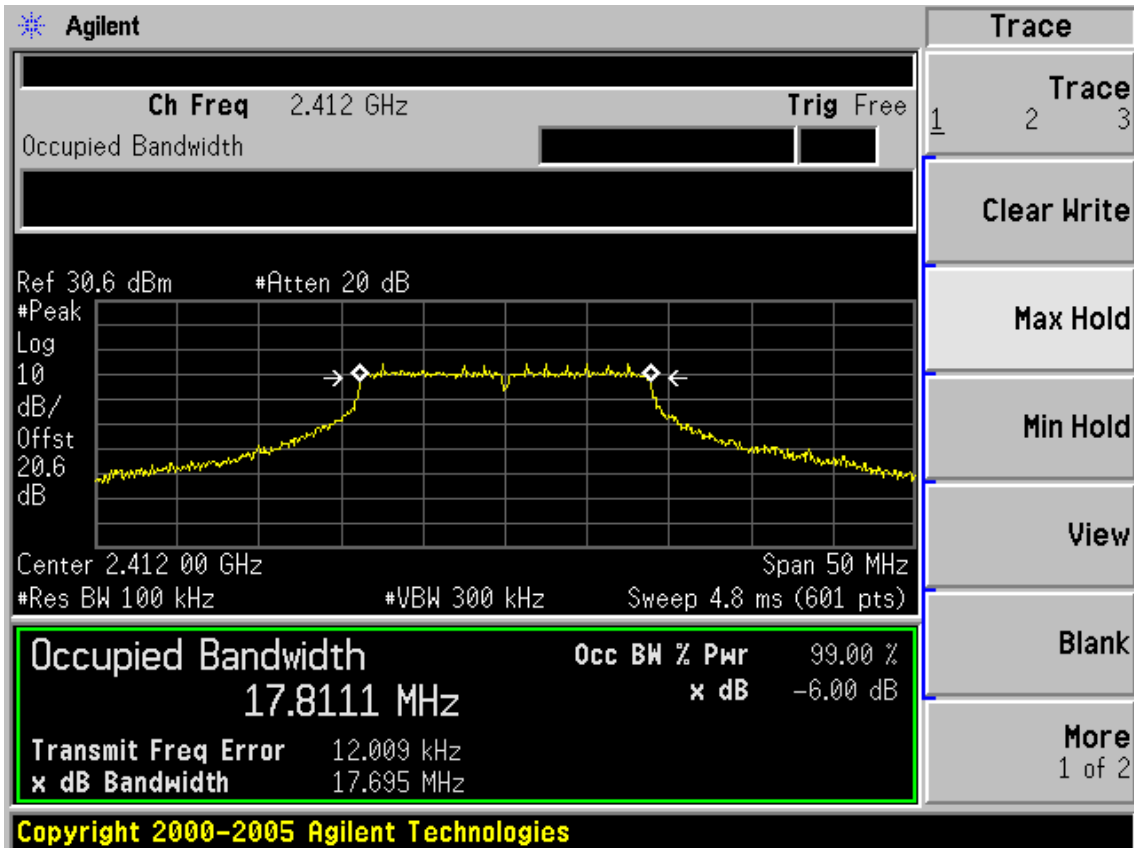 Agilent
Trace
Ch Freq 2.412 GHz Trig Free
Occupied Bandwidth
Trace
1 2 3
Clear Write
Max Hold
Min Hold
View
Blank
More
1 of 2
Ref 30.6 dBm #Atten 20 dB
#Peak
Log
10
dB/
Offst
20.6
dB
Center 2.412 00 GHz Span 50 MHz
#Res BW 100 kHz #VBW 300 kHz Sweep 4.8 ms (601 pts)
Occupied Bandwidth
17.8111 MHz
Occ BW % Pwr 99.00 %
x dB -6.00 dB
Transmit Freq Error 12.009 kHz
x dB Bandwidth 17.695 MHz
Copyright 2000-2005 Agilent Technologies